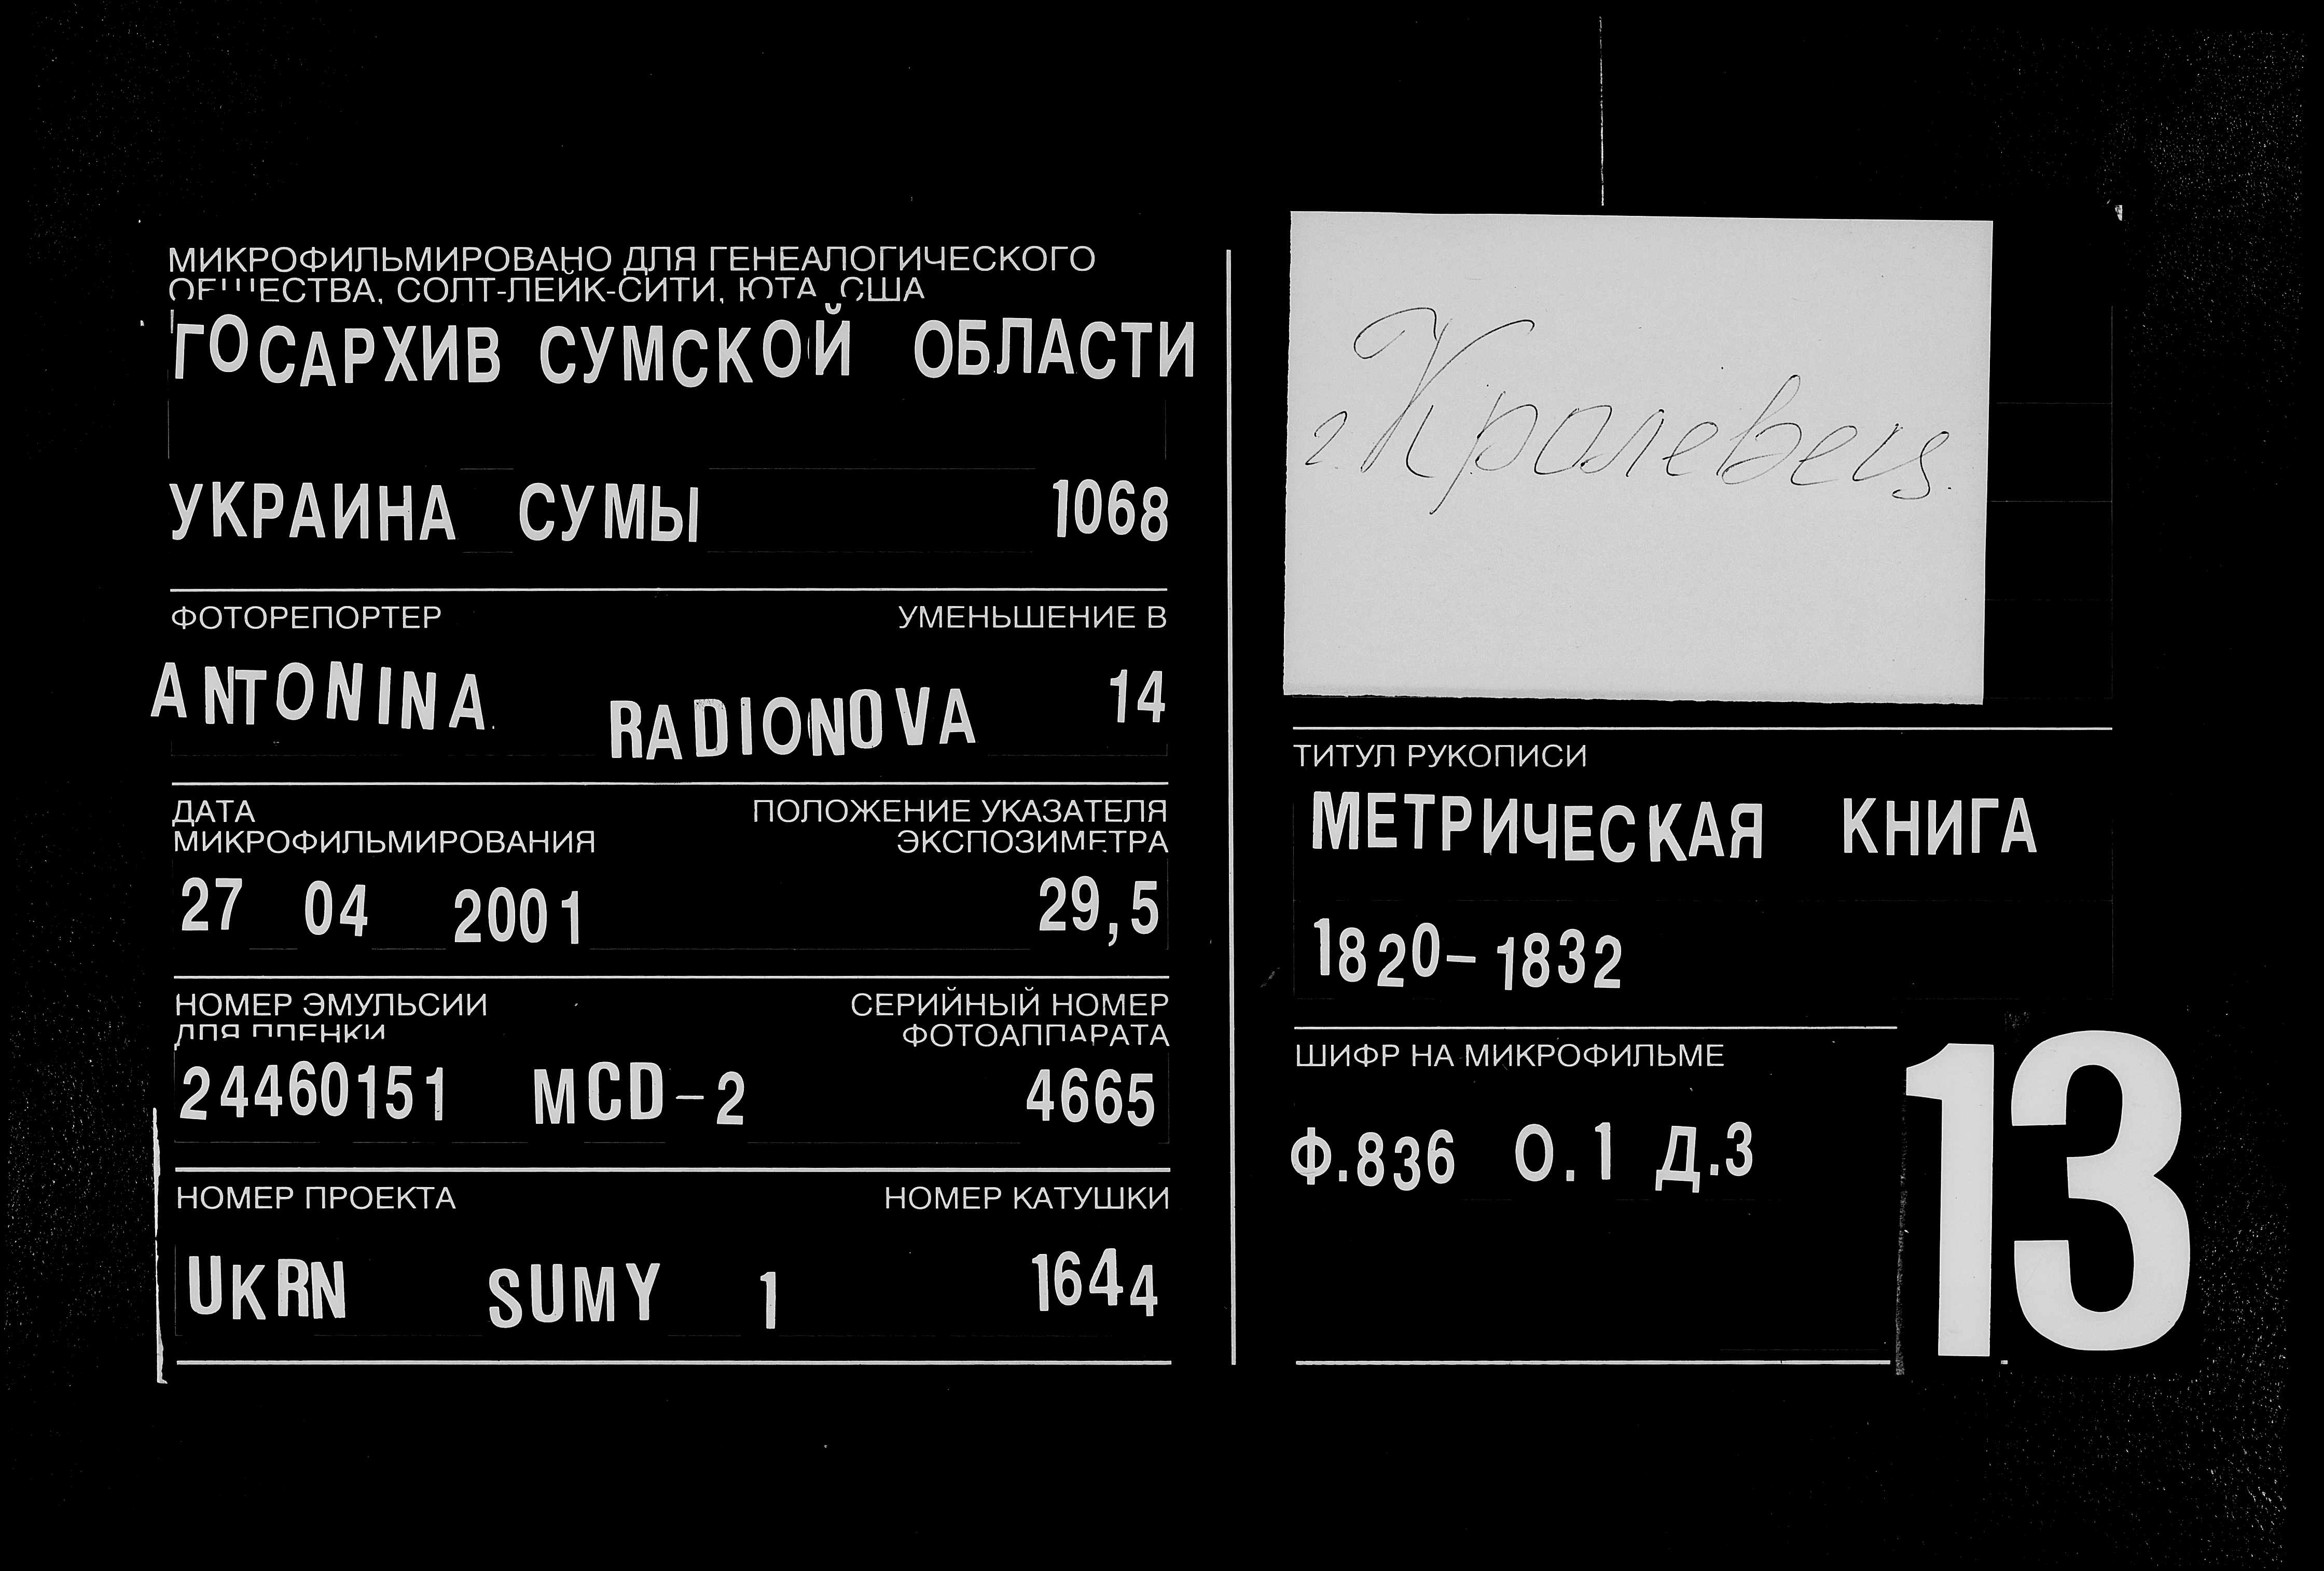 МИКРОФИЛЬМИРОВАНО ДЛЯ ГЕНЕАЛОГИЧЕСКОГО
ОБЩЕСТВА, СОЛТ-ЛЕЙК-СИТИ, ЮТА, США
ГОСАРХИВ СУМСКОЙ ОБЛАСТИ
УКРАИНА СУМЫ 1068
ФОТОРЕПОРТЕР УМЕНЬШЕНИЕ В
ANTONINA RADIONOVA 14
ДАТА ПОЛОЖЕНИЕ УКАЗАТЕЛЯ
МИКРОФИЛЬМИРОВАНИЯ ЭКСПОЗИМЕТРА
27 04 2001 29,5
НОМЕР ЭМУЛЬСИИ СЕРИЙНЫЙ НОМЕР
ДЛЯ ПЛЕНКИ ФОТОАППАРАТА
24460151 MCD-2 4665
НОМЕР ПРОЕКТА НОМЕР КАТУШКИ
UKRN SUMY 1 1644
г. Кролевец.
ТИТУЛ РУКОПИСИ
МЕТРИЧЕСКАЯ КНИГА
1820-1832
ШИФР НА МИКРОФИЛЬМЕ
Ф.836 О.1 Д.3
13